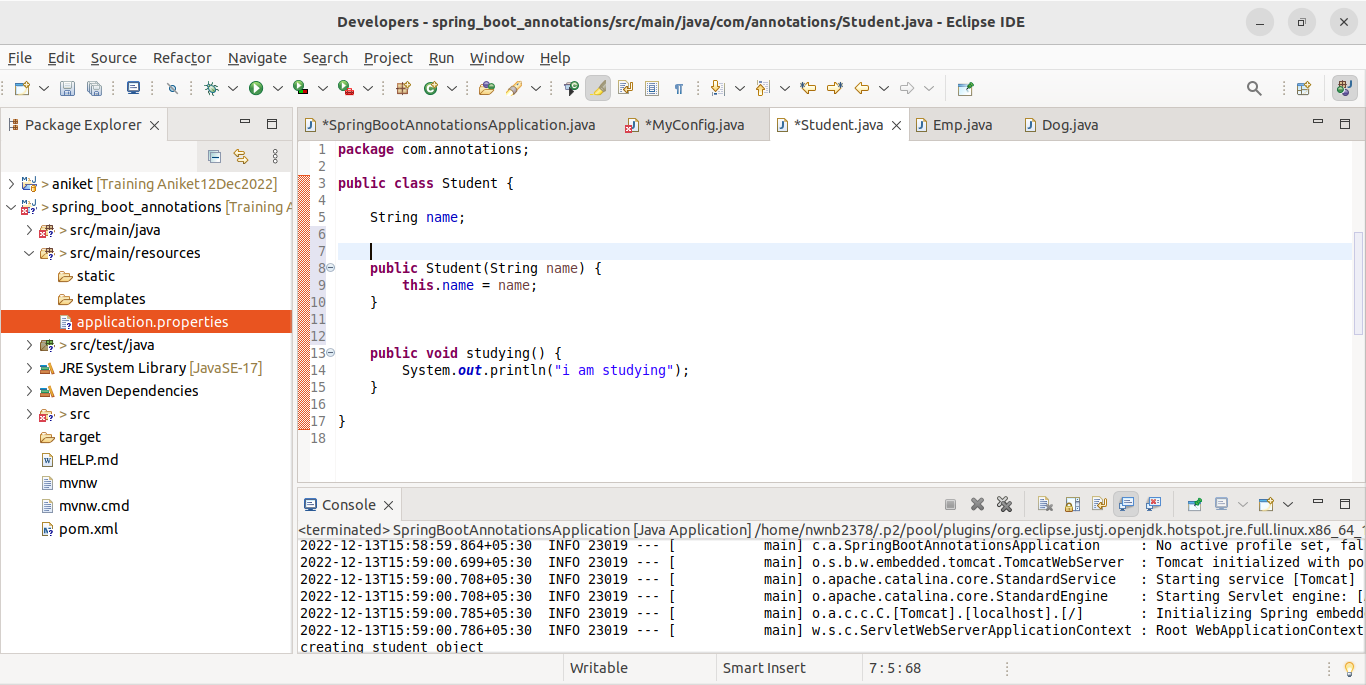 Developers - spring_boot_annotations/src/main/java/com/annotations/Student.java - Eclipse IDE
File Edit Source Refactor Navigate Search Project Run Window Help
Package Explorer
*SpringBootAnnotationsApplication.java *MyConfig.java *Student.java Emp.java Dog.java
> aniket [Training Aniket12Dec2022]
> spring_boot_annotations [Training A
> src/main/java
> src/main/resources
static
templates
application.properties
> src/test/java
JRE System Library [JavaSE-17]
Maven Dependencies
> src
target
HELP.md
mvnw
mvnw.cmd
pom.xml
1 package com.annotations;
2
3 public class Student {
4
5 String name;
6
7
8 public Student(String name) {
9 this.name = name;
10 }
11
12
13 public void studying() {
14 System.out.println("i am studying");
15 }
16
17 }
18
Console
<terminated> SpringBootAnnotationsApplication [Java Application] /home/nwnb2378/.p2/pool/plugins/org.eclipse.justj.openjdk.hotspot.jre.full.linux.x86_64_1
2022-12-13T15:58:59.864+05:30 INFO 23019 --- [ main] c.a.SpringBootAnnotationsApplication : No active profile set, fal
2022-12-13T15:59:00.699+05:30 INFO 23019 --- [ main] o.s.b.w.embedded.tomcat.TomcatWebServer : Tomcat initialized with po
2022-12-13T15:59:00.708+05:30 INFO 23019 --- [ main] o.apache.catalina.core.StandardService : Starting service [Tomcat]
2022-12-13T15:59:00.708+05:30 INFO 23019 --- [ main] o.apache.catalina.core.StandardEngine : Starting Servlet engine: [
2022-12-13T15:59:00.785+05:30 INFO 23019 --- [ main] o.a.c.c.C.[Tomcat].[localhost].[/] : Initializing Spring embedd
2022-12-13T15:59:00.786+05:30 INFO 23019 --- [ main] w.s.c.ServletWebServerApplicationContext : Root WebApplicationContext
creating student object
Writable Smart Insert 7 : 5 : 68